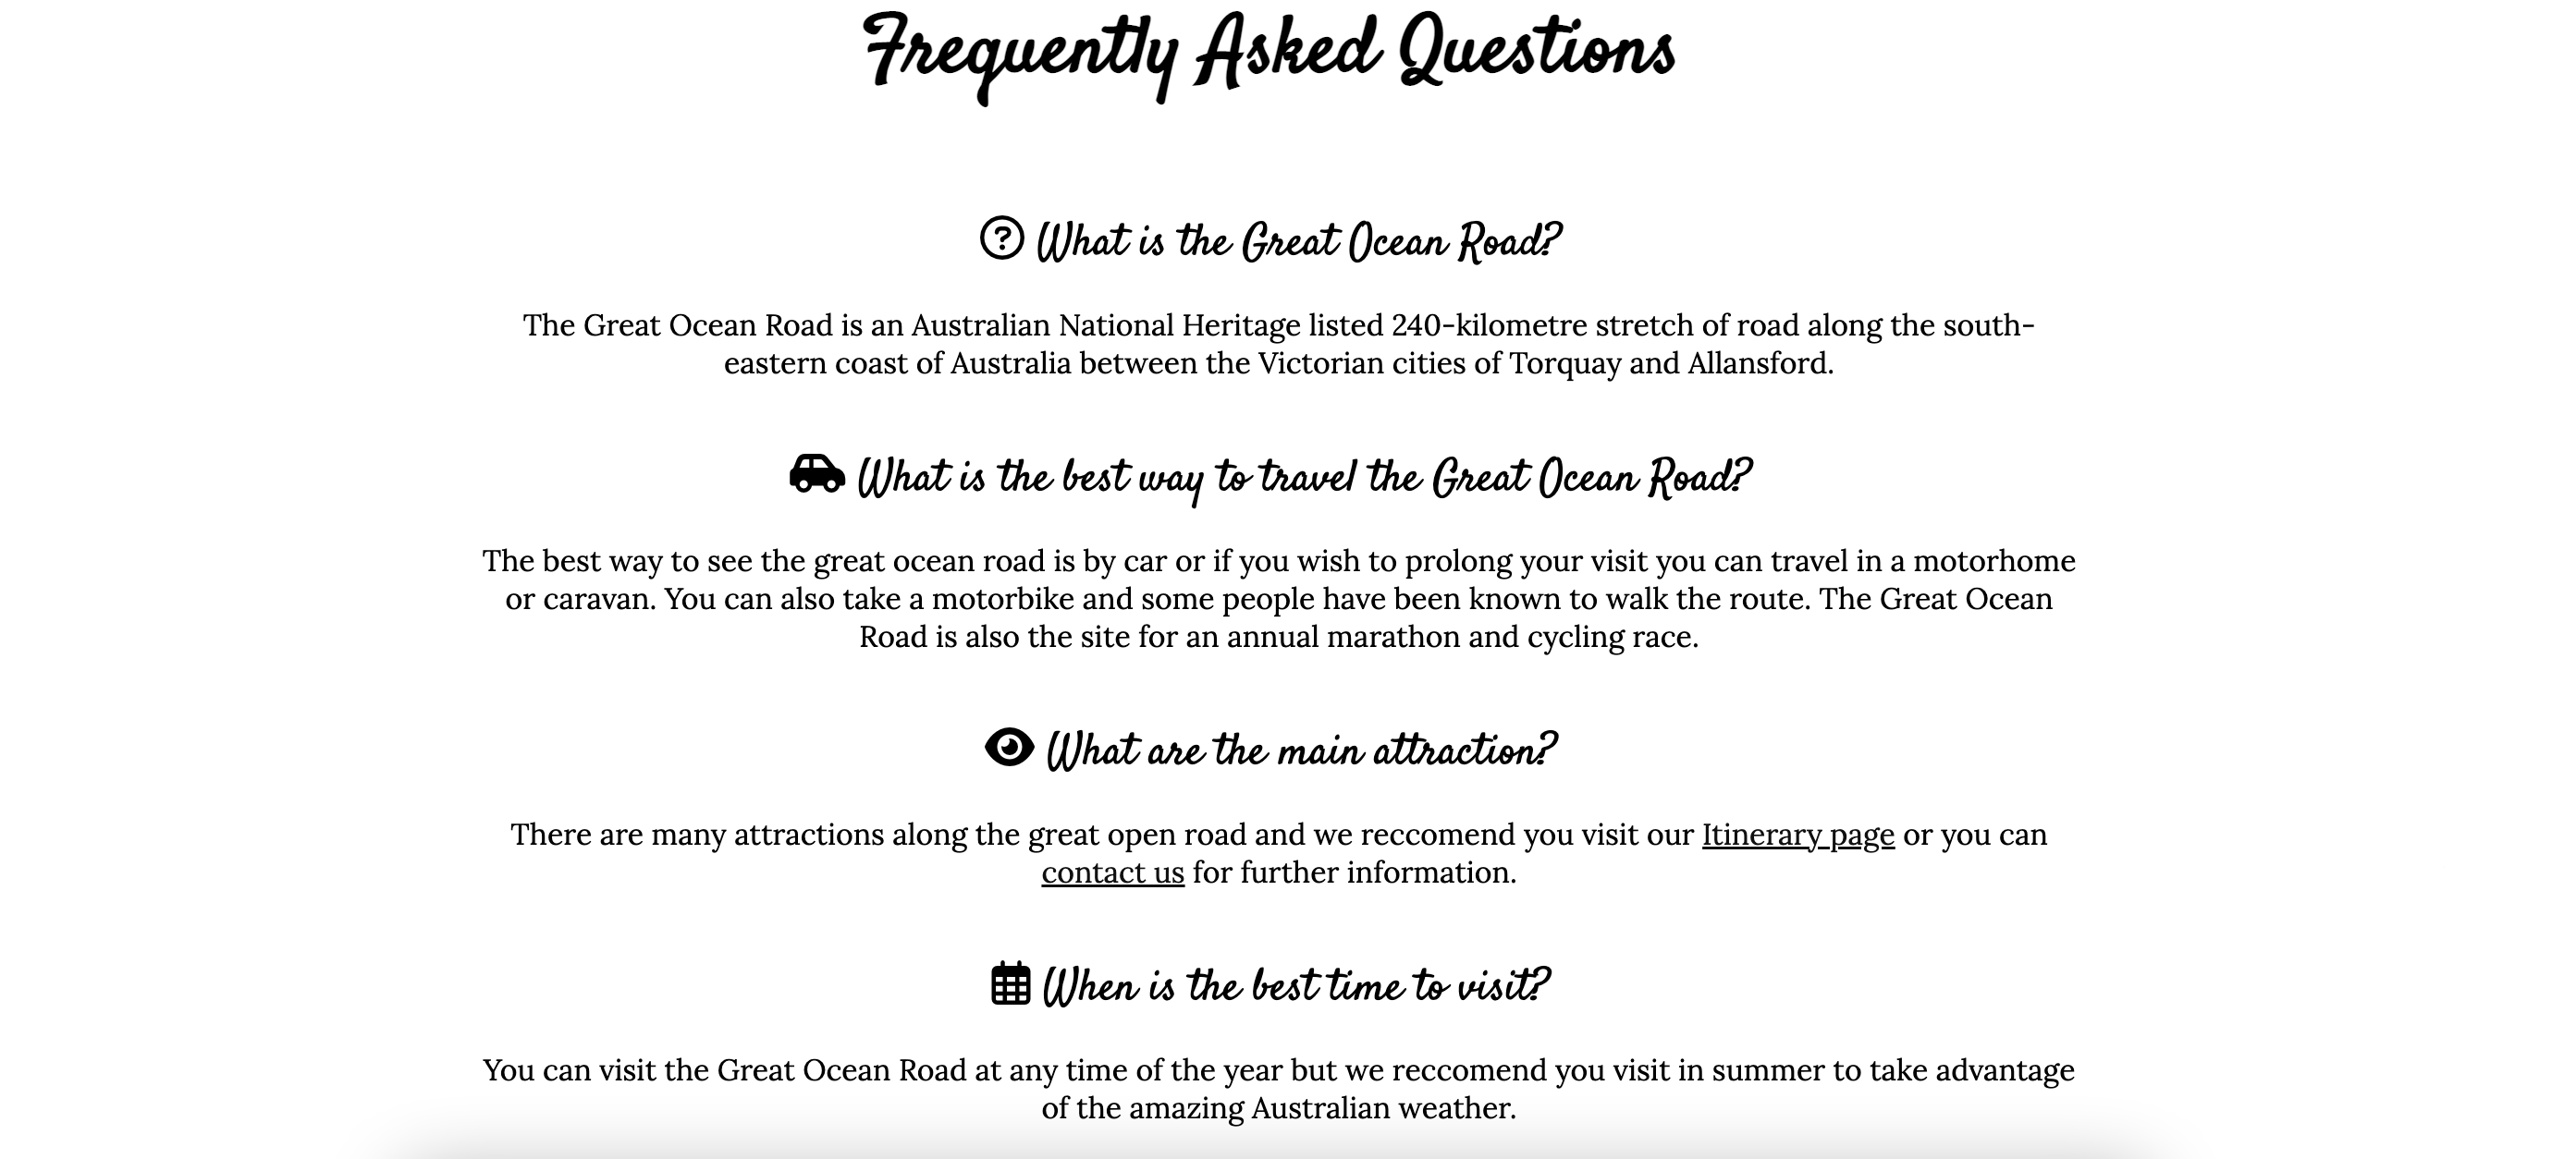 Frequently Asked Questions
What is the Great Ocean Road?
The Great Ocean Road is an Australian National Heritage listed 240-kilometre stretch of road along the south-
eastern coast of Australia between the Victorian cities of Torquay and Allansford.
What is the best way to travel the Great Ocean Road?
The best way to see the great ocean road is by car or if you wish to prolong your visit you can travel in a motorhome
or caravan. You can also take a motorbike and some people have been known to walk the route. The Great Ocean
Road is also the site for an annual marathon and cycling race.
What are the main attraction?
There are many attractions along the great open road and we reccomend you visit our Itinerary page or you can
contact us for further information.
When is the best time to visit?
You can visit the Great Ocean Road at any time of the year but we reccomend you visit in summer to take advantage
of the amazing Australian weather.